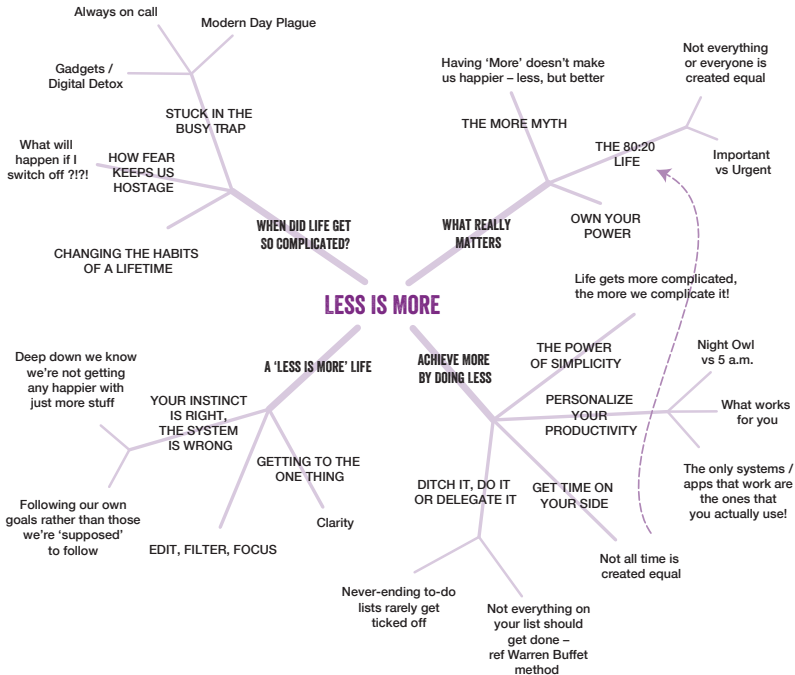 Always on call
Modern Day Plague
Gadgets /
Digital Detox
STUCK IN THE
BUSY TRAP
What will
happen if I
switch off ?!?!
HOW FEAR
KEEPS US
HOSTAGE
CHANGING THE HABITS
OF A LIFETIME
WHEN DID LIFE GET
SO COMPLICATED?
Having ‘More’ doesn’t make
us happier – less, but better
Not everything
or everyone is
created equal
THE MORE MYTH
THE 80:20
LIFE
Important
vs Urgent
OWN YOUR
POWER
WHAT REALLY
MATTERS
LESS IS MORE
Life gets more complicated,
the more we complicate it!
ACHIEVE MORE
BY DOING LESS
THE POWER
OF SIMPLICITY
Night Owl
vs 5 a.m.
PERSONALIZE
YOUR
PRODUCTIVITY
What works
for you
The only systems /
apps that work are
the ones that
you actually use!
GET TIME ON
YOUR SIDE
Not all time is
created equal
DITCH IT, DO IT
OR DELEGATE IT
Never-ending to-do
lists rarely get
ticked off
Not everything on
your list should
get done –
ref Warren Buffet
method
A ‘LESS IS MORE’ LIFE
Deep down we know
we’re not getting
any happier with
just more stuff
YOUR INSTINCT
IS RIGHT,
THE SYSTEM
IS WRONG
Following our own
goals rather than those
we’re ‘supposed’
to follow
GETTING TO THE
ONE THING
Clarity
EDIT, FILTER, FOCUS